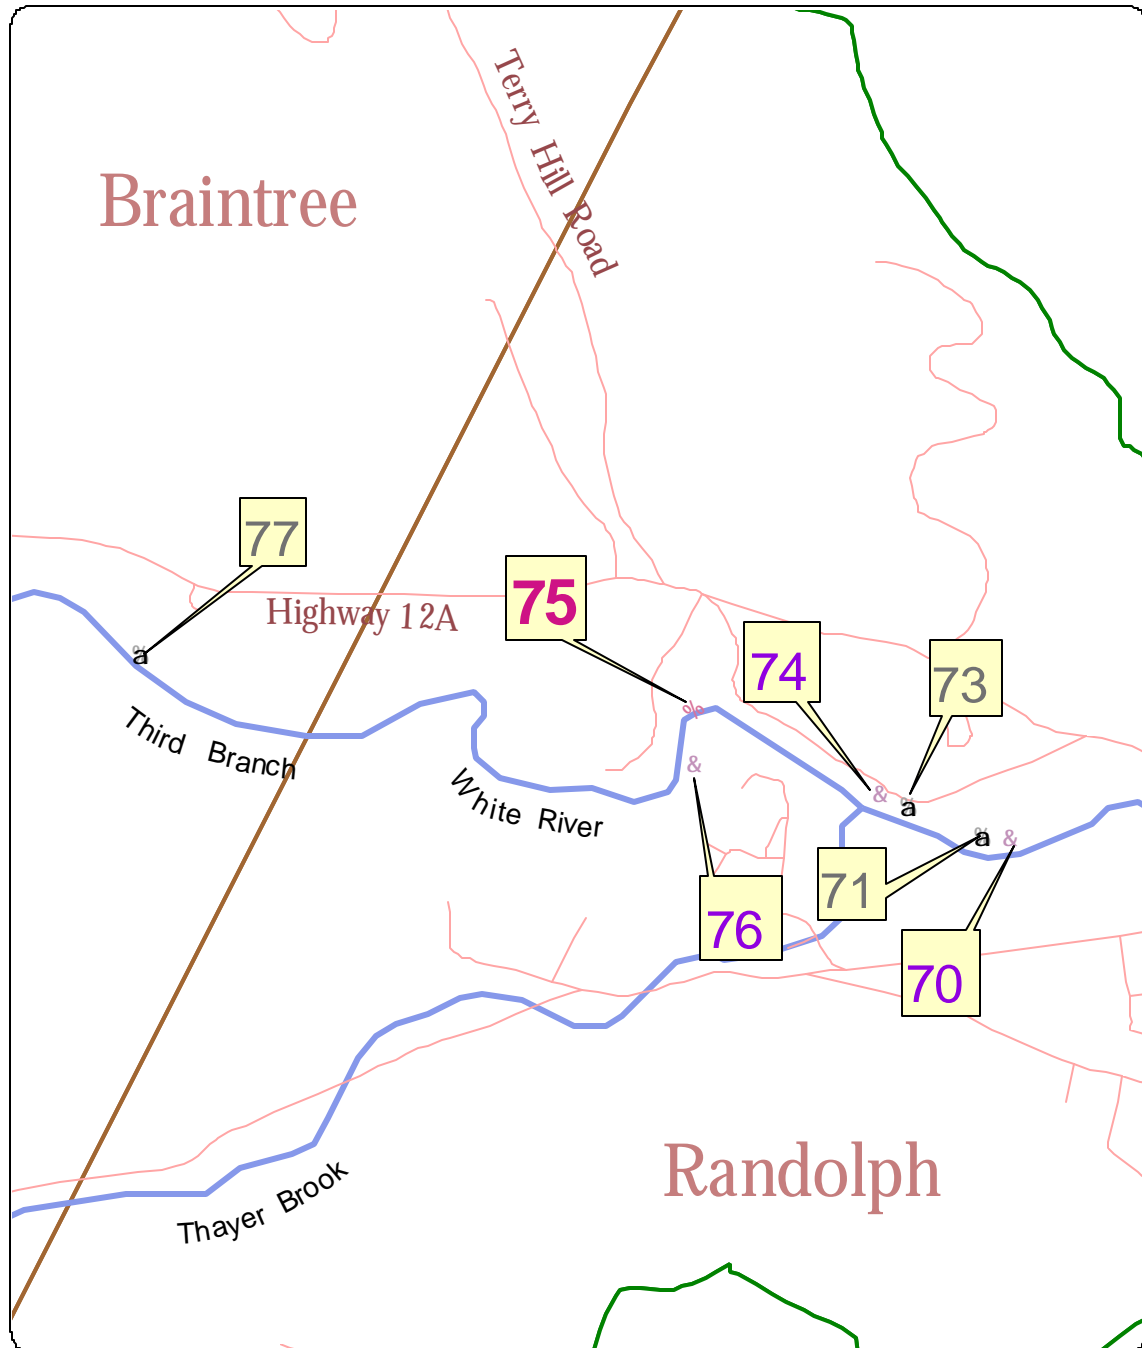 Terry Hill Road
Braintree
77
75
Highway 12A
74
73
a
%
&
& a
Third Branch
White River
a &
71
76
70
Randolph
Thayer Brook